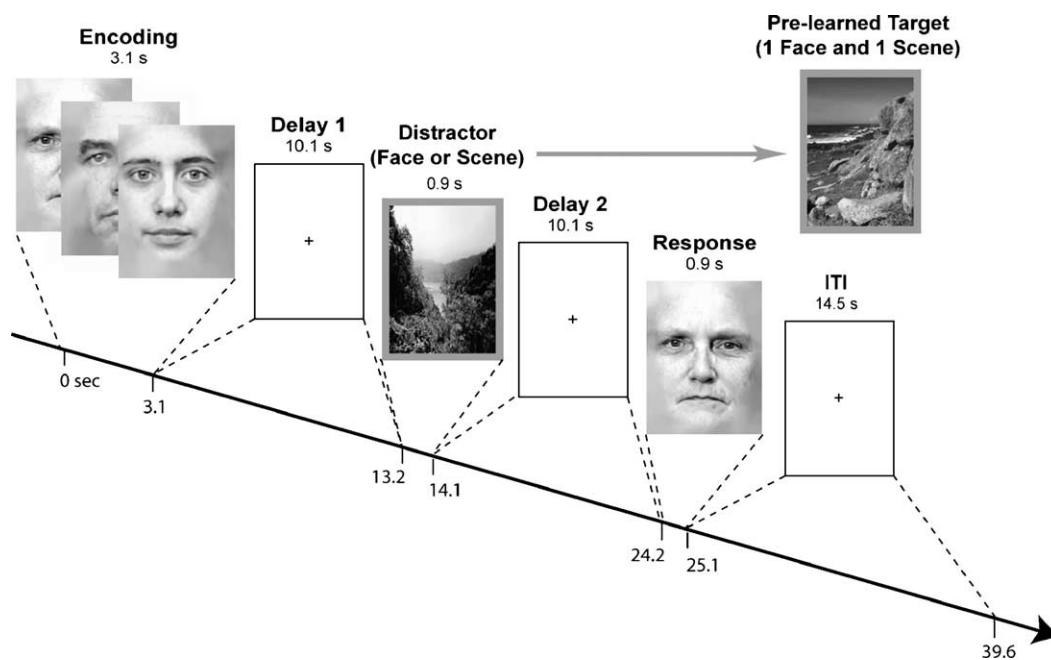 Encoding
3.1 s
Delay 1
10.1 s
Distractor
(Face or Scene)
0.9 s
Pre-learned Target
(1 Face and 1 Scene)
Delay 2
10.1 s
Response
0.9 s
ITI
14.5 s
0 sec
3.1
13.2
14.1
24.2
25.1
39.6